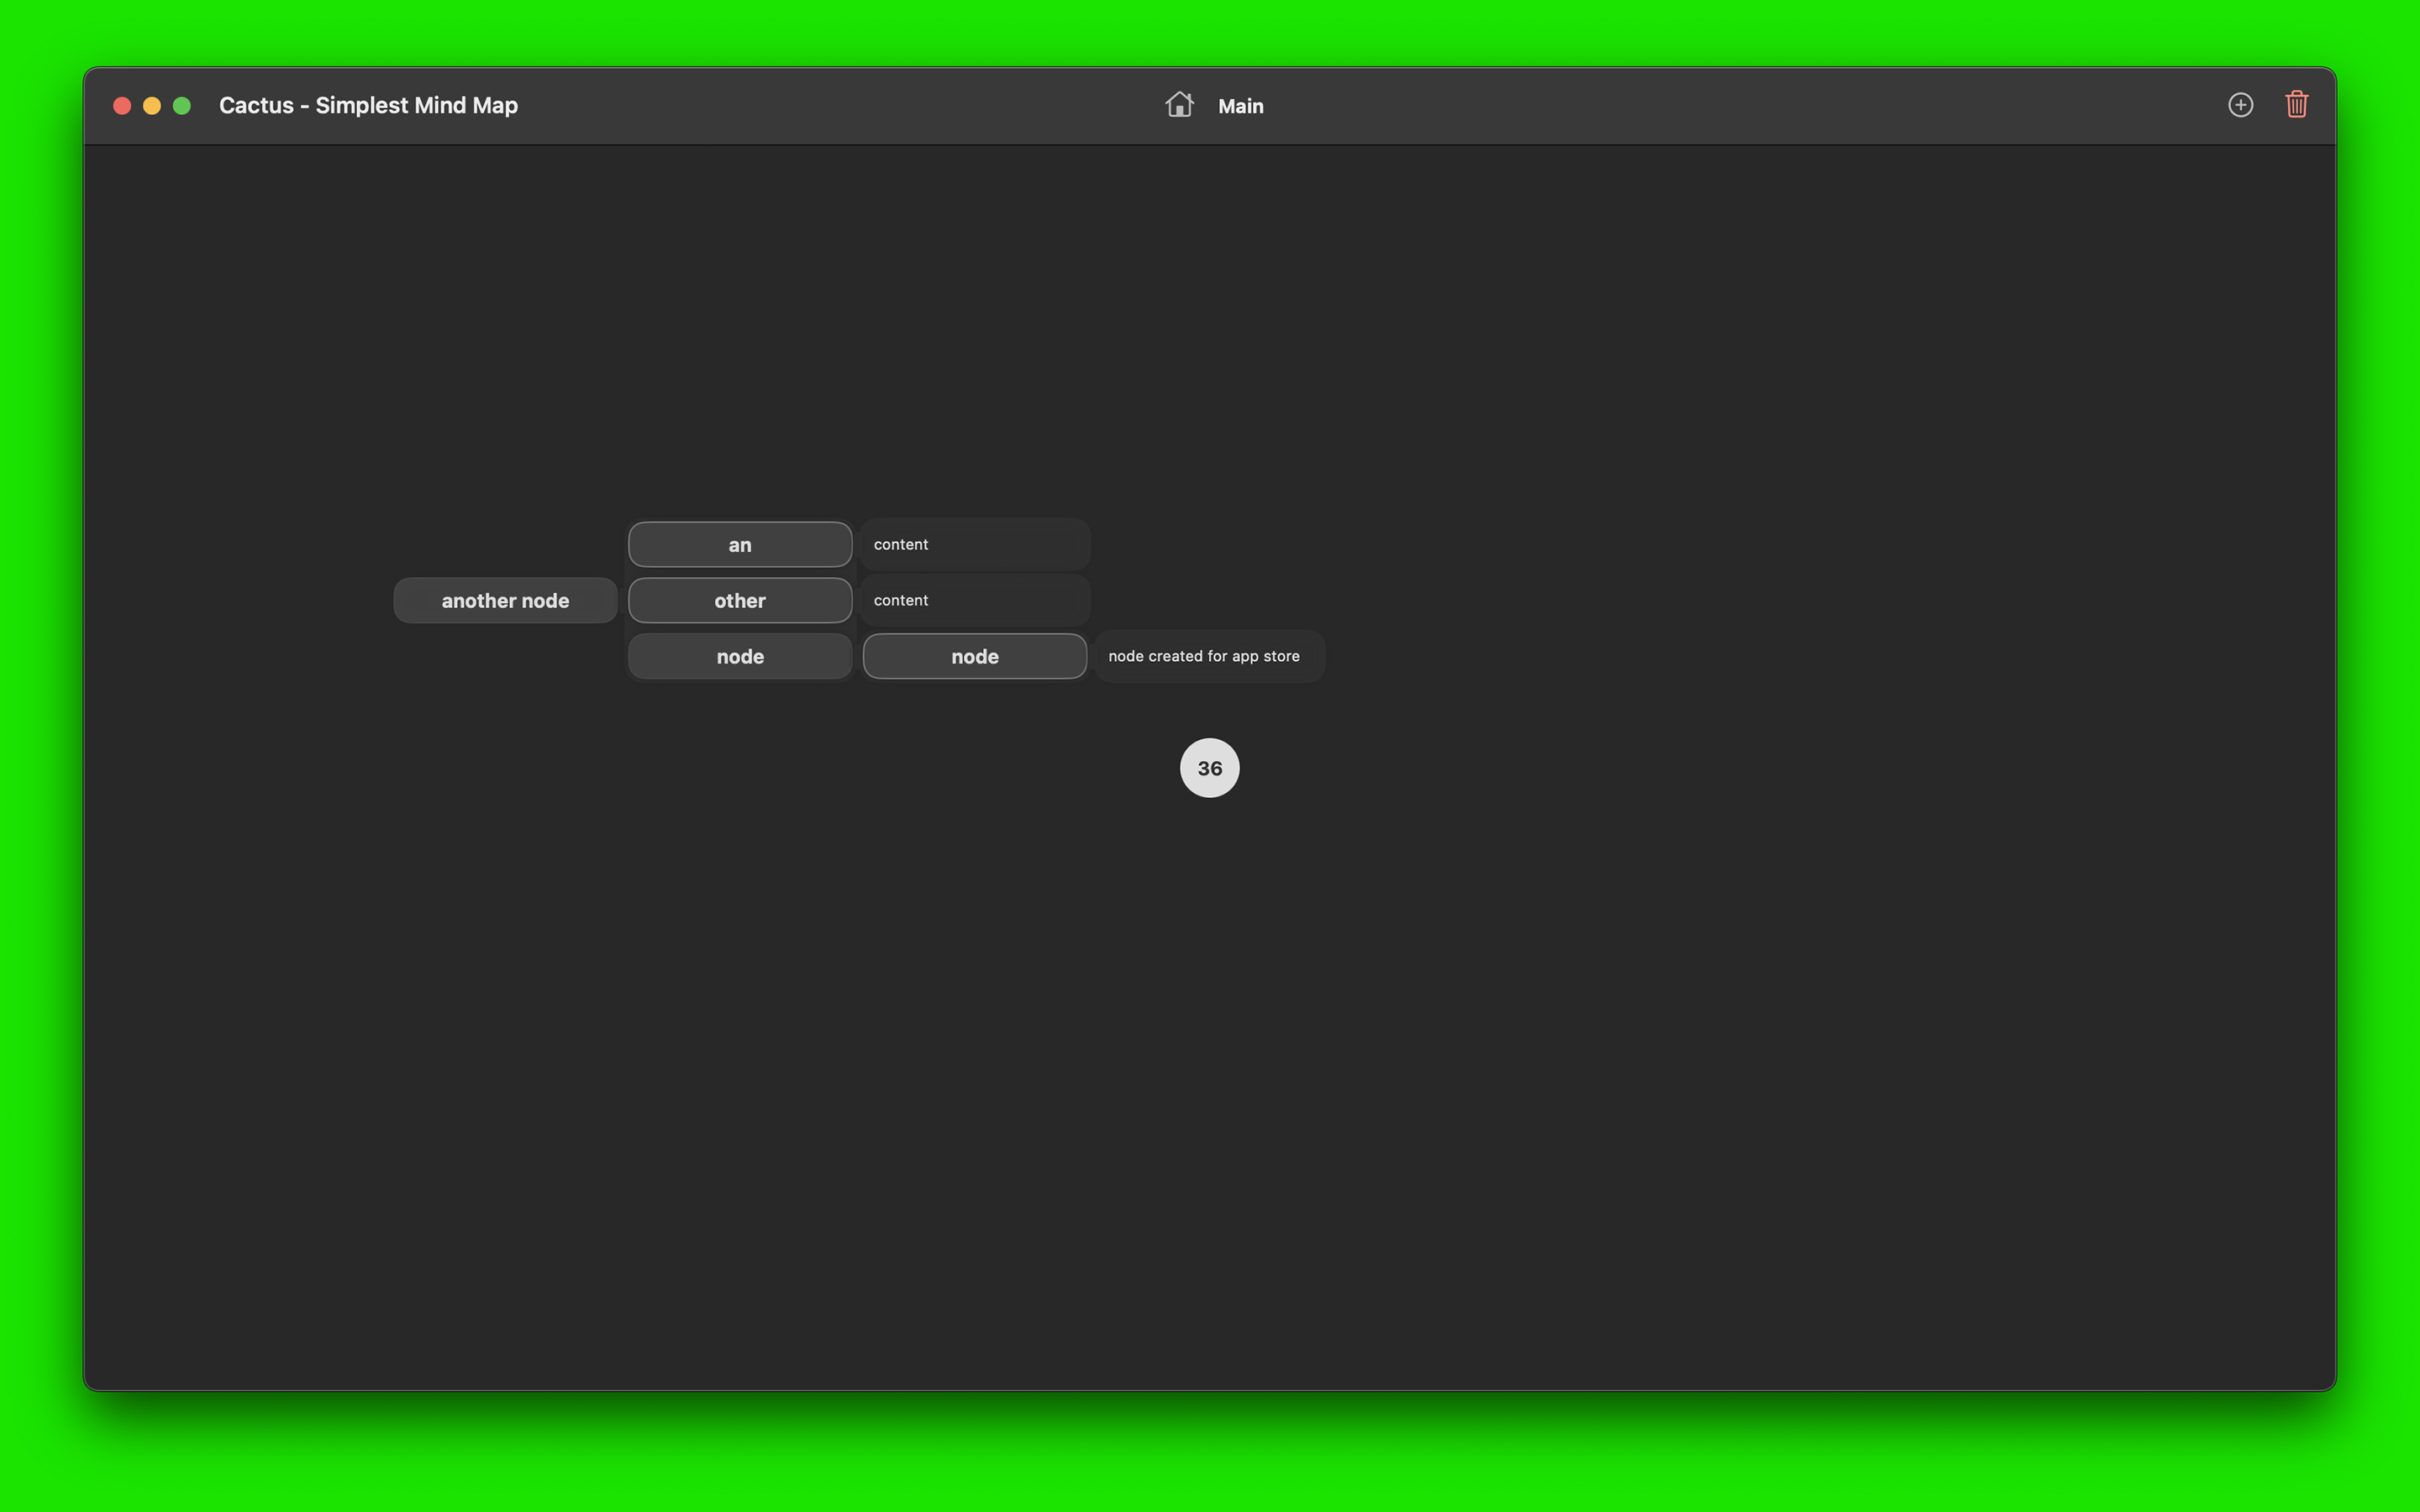 Cactus - Simplest Mind Map
Main
an
content
another node
other
content
node
node
node created for app store
36